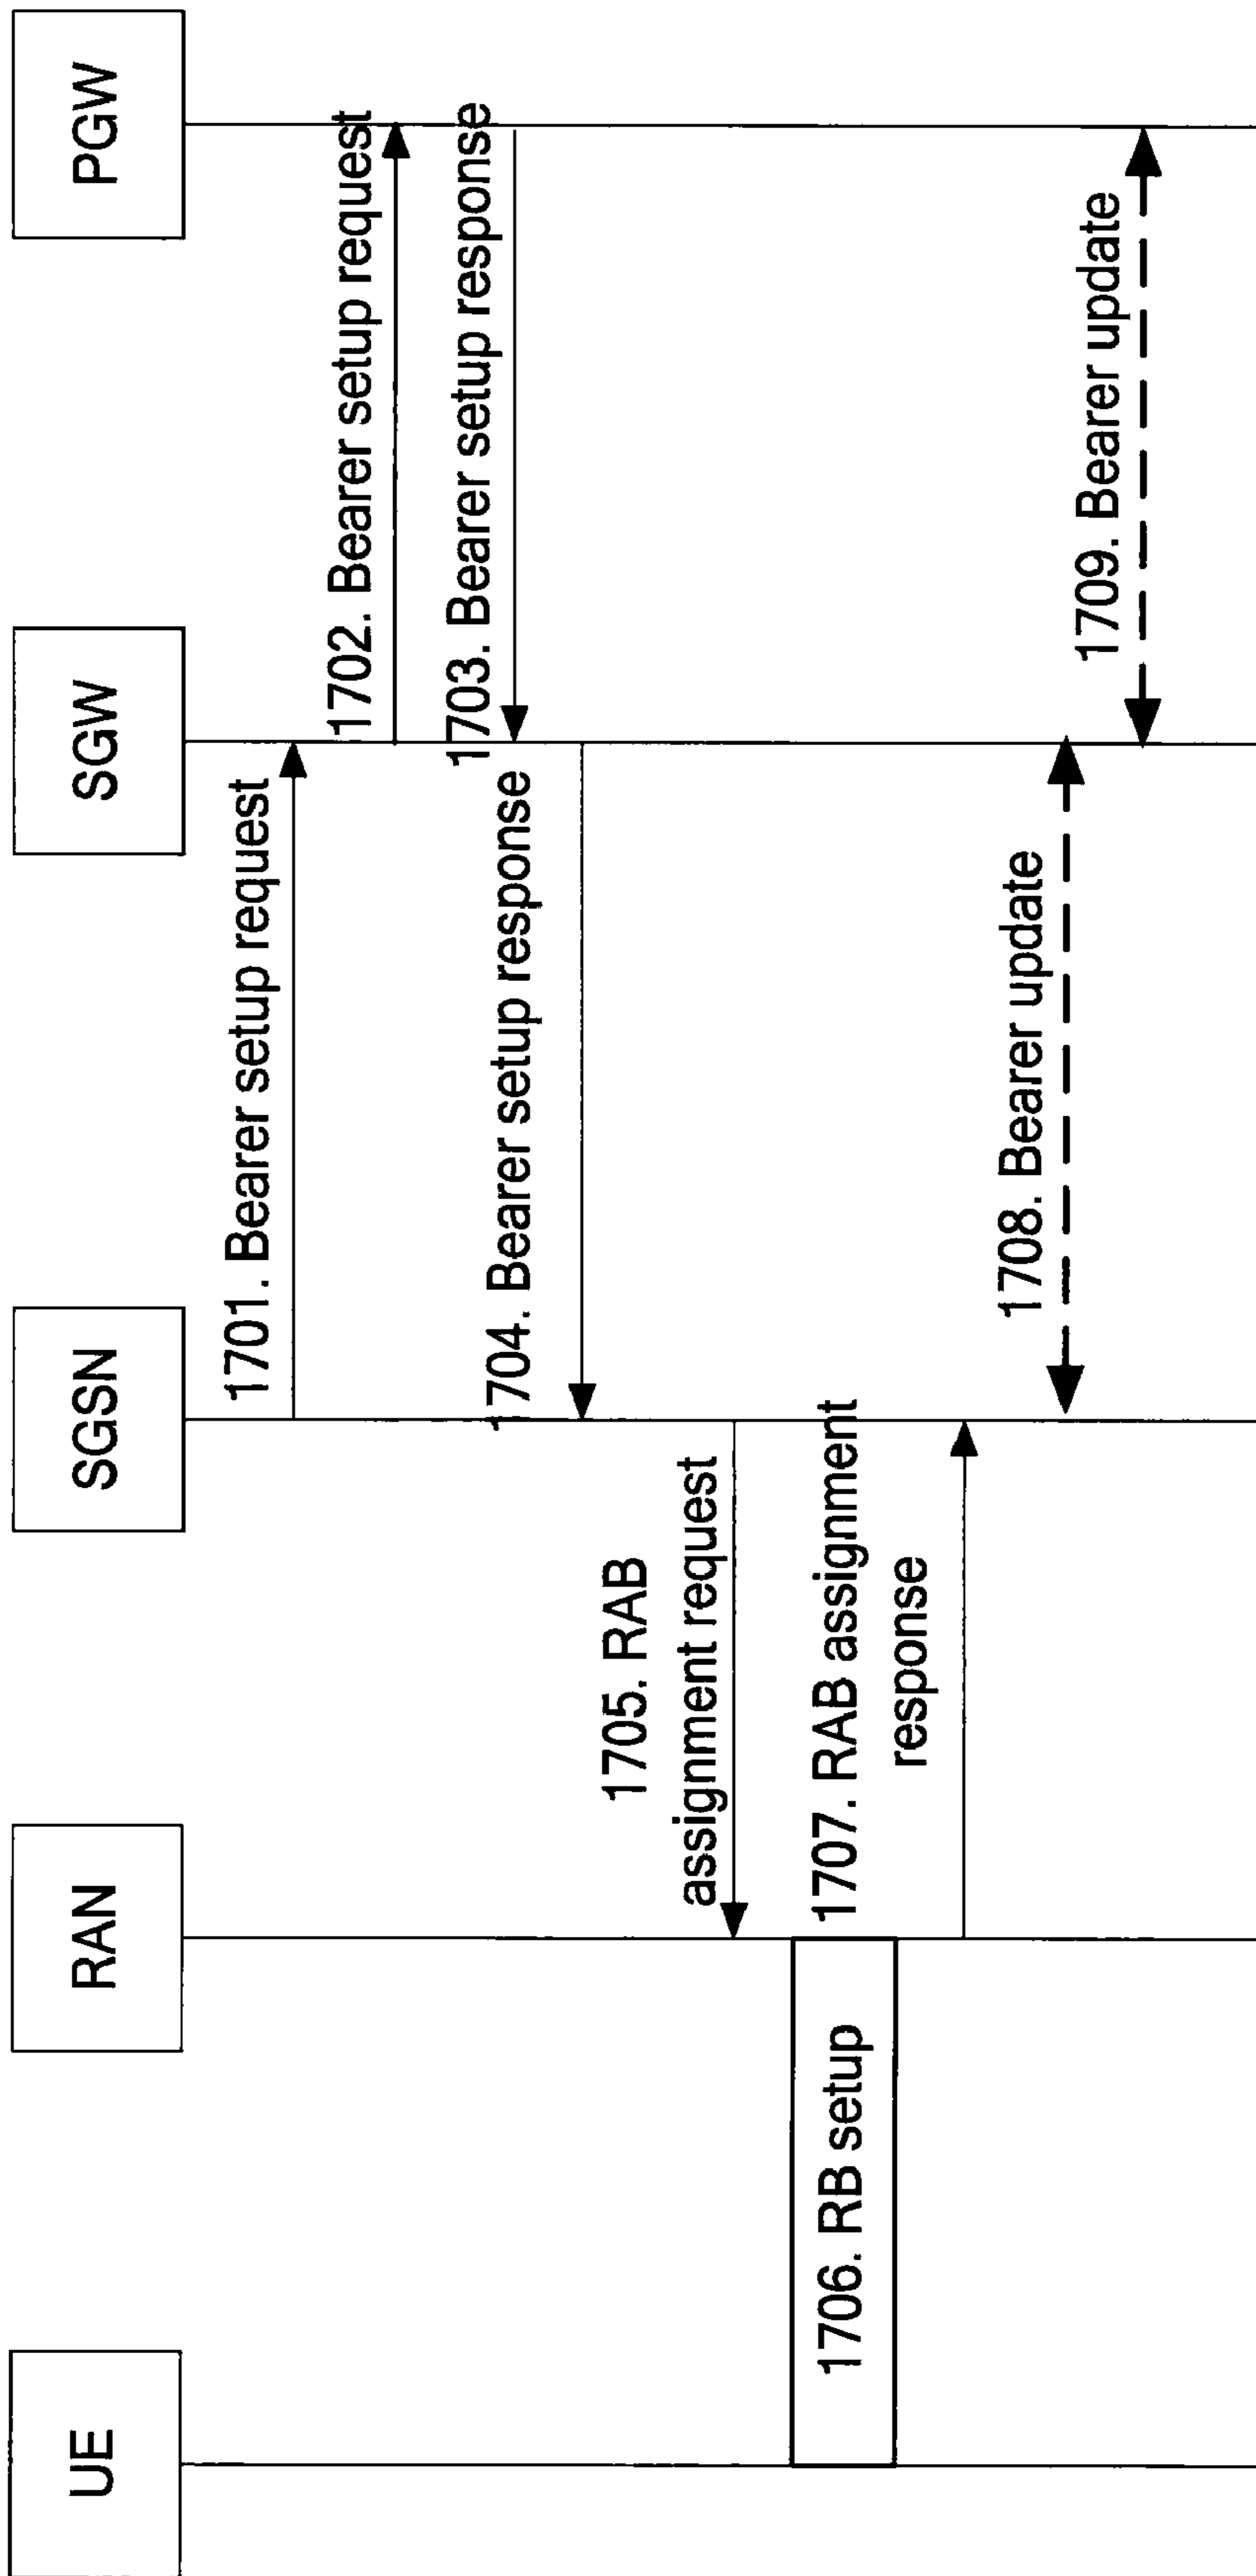 UE
RAN
SGSN
SGW
PGW
1701. Bearer setup request
1702. Bearer setup request
1703. Bearer setup response
1704. Bearer setup response
1705. RAB
assignment request
1706. RB setup
1707. RAB assignment
response
1708. Bearer update
1709. Bearer update